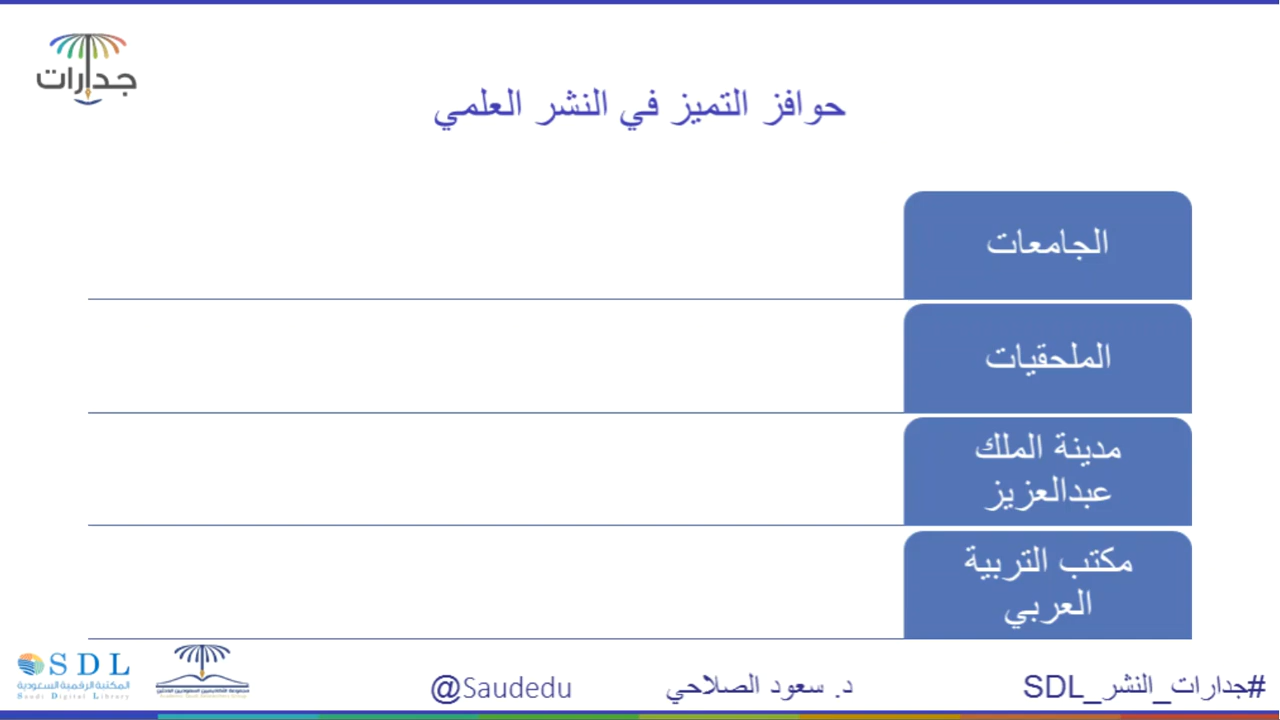 جدارات
حوافز التميز في النشر العلمي
الجامعات
الملحقيات
مدينة الملك
عبدالعزيز
مكتب التربية
العربي
#جدارات_النشر_SDL
د. سعود الصلاحي
@Saudedu
SDL
المكتبة الرقمية السعودية
Saudi Digital Library